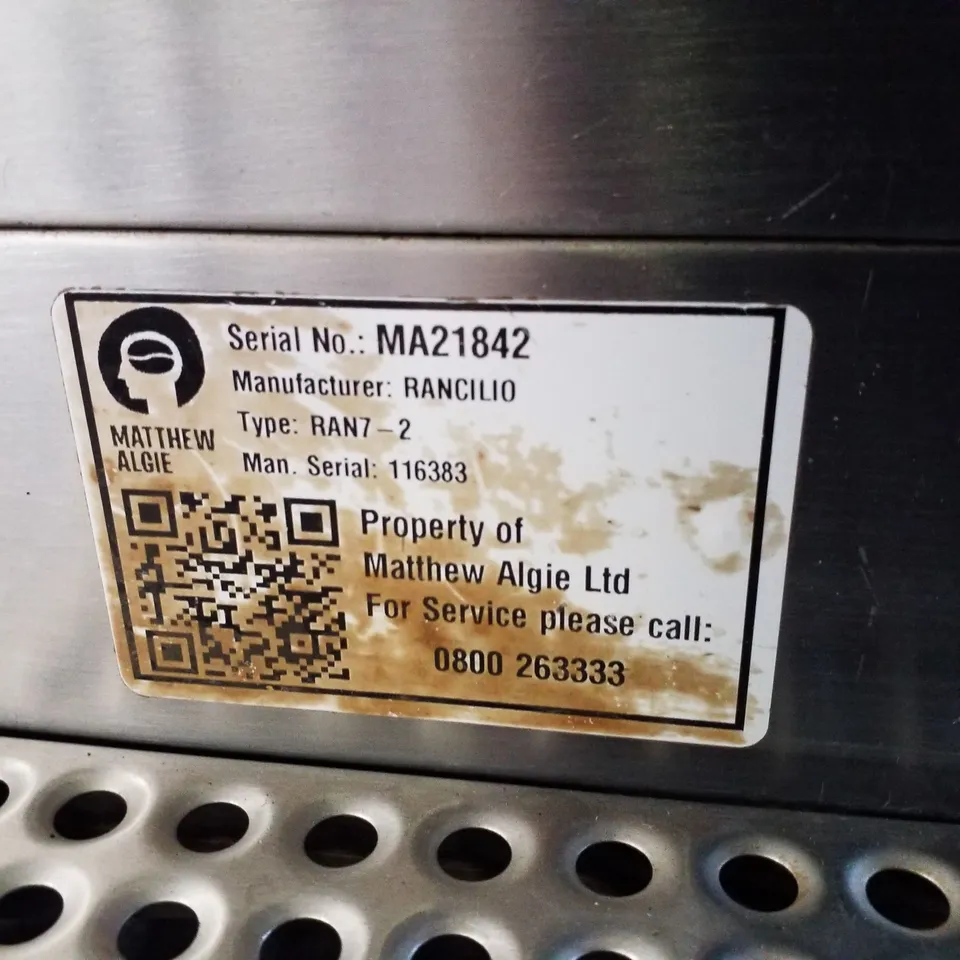 Serial No.: MA21842
Manufacturer: RANCILIO
Type: RAN7-2
Man. Serial: 116383
MATTHEW
ALGIE
Property of
Matthew Algie Ltd
For Service please call:
0800 263333